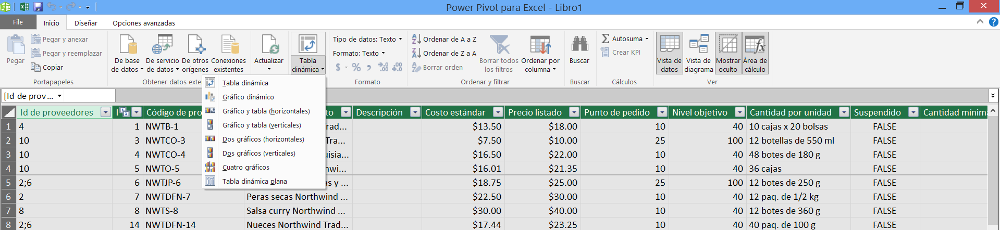 Power Pivot para Excel - Libro1
File Inicio Diseñar Opciones avanzadas
Pegar
Pegar y anexar
Pegar y reemplazar
Copiar
Portapapeles
De base de datos
De servicio de datos
De otros orígenes
Conexiones existentes
Obtener datos exte
Actualizar
Tabla dinámica
Tipo de datos: Texto
Formato: Texto
$ % , .0 .00 .00 .0
Formato
Ordenar de A a Z
Ordenar de Z a A
Borrar orden
Borrar todos los filtros
Ordenar por columna
Ordenar y filtrar
Buscar
Buscar
Autosuma
Crear KPI
Cálculos
Vista de datos
Vista de diagrama
Mostrar oculto
Área de cálculo
Ver
Tabla dinámica
Gráfico dinámico
Gráfico y tabla (horizontales)
Gráfico y tabla (verticales)
Dos gráficos (horizontales)
Dos gráficos (verticales)
Cuatro gráficos
Tabla dinámica plana
[Id de prov...
Id de proveedores I Código de pro to Descripción Costo estándar Precio listado Punto de pedido Nivel objetivo Cantidad por unidad Suspendido Cantidad mínima
1 4 1 NWTB-1 Trad... $13.50 $18.00 10 40 10 cajas x 20 bolsas FALSE
2 10 3 NWTCO-3 Tra... $7.50 $10.00 25 100 12 botellas de 550 ml FALSE
3 10 4 NWTCO-4 uisia... $16.50 $22.00 10 40 48 botes de 180 g FALSE
4 10 5 NWTO-5 nwi... $16.01 $21.35 10 40 36 cajas FALSE
5 2;6 6 NWTJP-6 as y ... $18.75 $25.00 25 100 12 botes de 250 g FALSE
6 2 7 NWTDFN-7 Peras secas Northwind ... $22.50 $30.00 10 40 12 paq. de 1/2 kg FALSE
7 8 8 NWTS-8 Salsa curry Northwind ... $30.00 $40.00 10 40 12 botes de 360 g FALSE
8 2;6 14 NWTDFN-14 Nueces Northwind Trad... $17.44 $23.25 10 40 40 paq. de 100 g FALSE